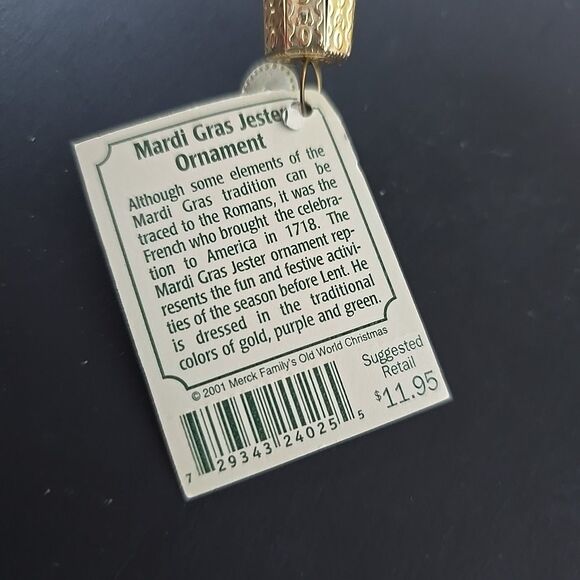 Mardi Gras Jester
Ornament
Although some elements of the
Mardi Gras tradition can be
traced to the Romans, it was the
French who brought the celebra-
tion to America in 1718. The
Mardi Gras Jester ornament rep-
resents the fun and festive activi-
ties of the season before Lent. He
is dressed in the traditional
colors of gold, purple and green.
© 2001 Merck Family's Old World Christmas
Suggested
Retail
$11.95
7 29343 24025 5